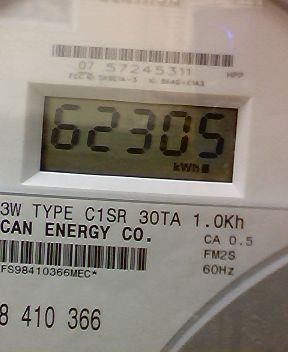 07 57245311
HPP
62305
kWh
3W TYPE C1SR 30TA 1.0Kh
CAN ENERGY CO.
CA 0.5
FM2S
FS98410366MEC*
60Hz
8 410 366